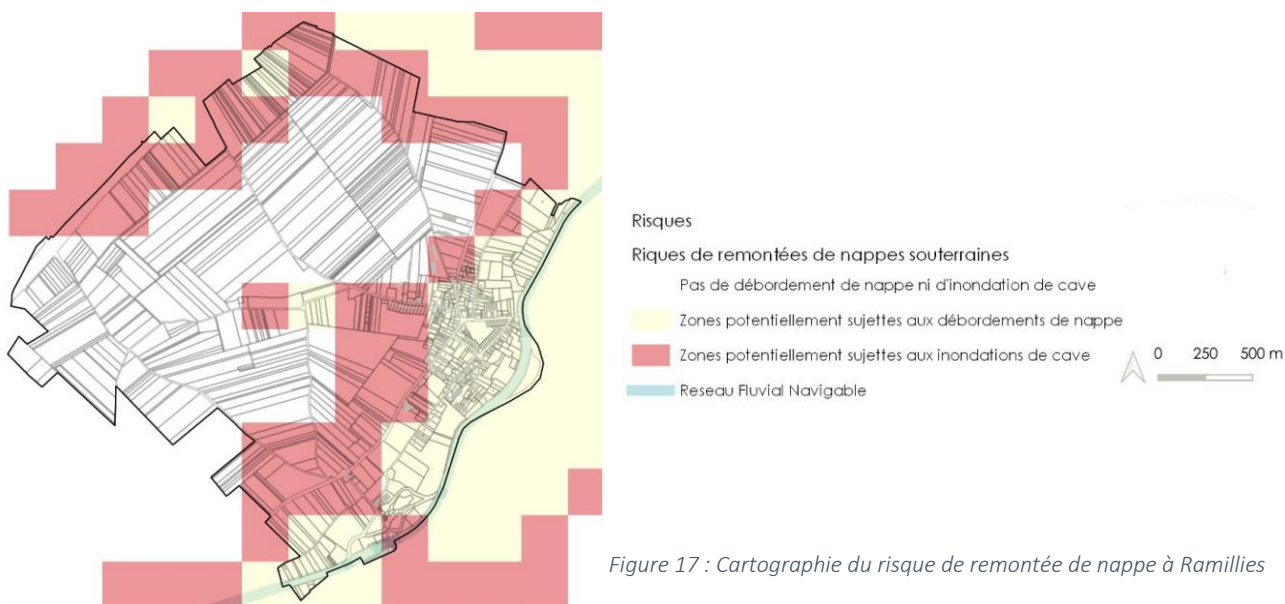 Risques
Riques de remontées de nappes souterraines
Pas de débordement de nappe ni d'inondation de cave
Zones potentiellement sujettes aux débordements de nappe
Zones potentiellement sujettes aux inondations de cave
Reseau Fluvial Navigable
0 250 500 m
Figure 17 : Cartographie du risque de remontée de nappe à Ramillies